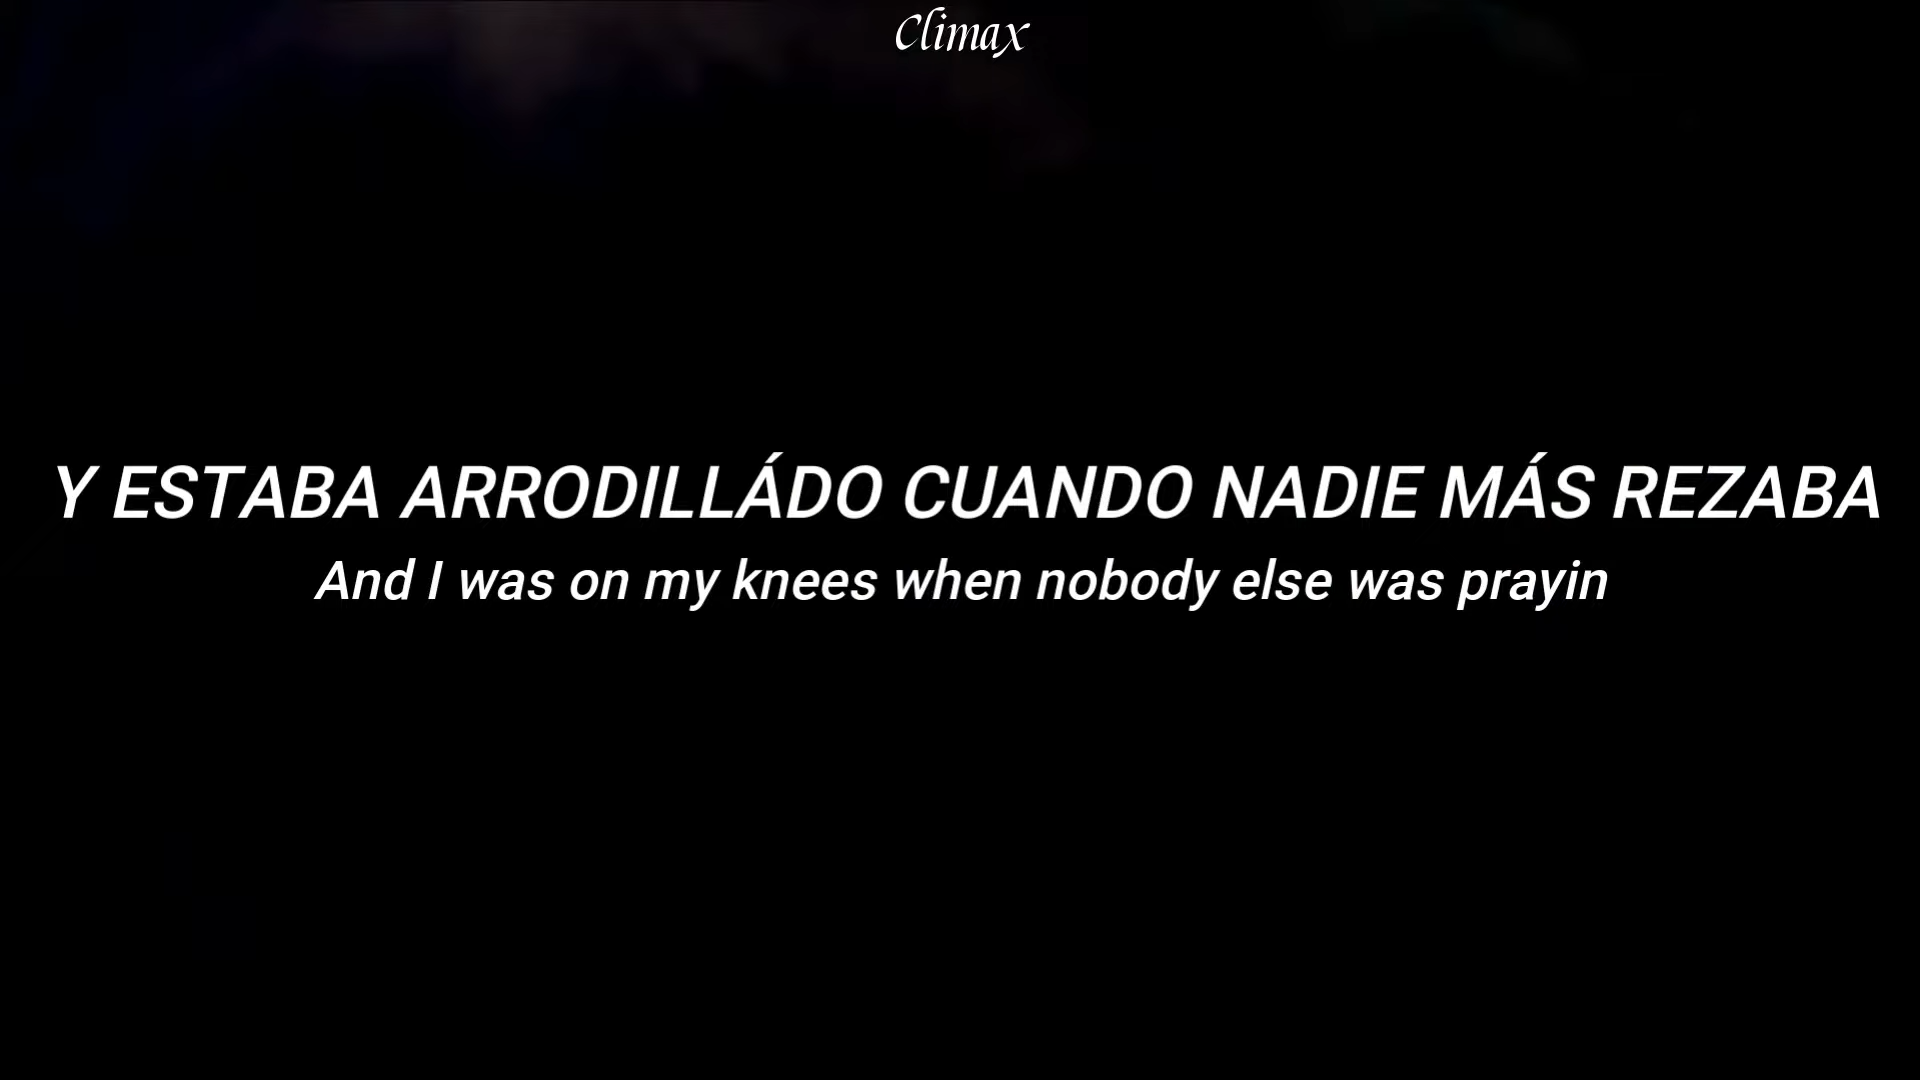 Climax
Y ESTABA ARRODILLÁDO CUANDO NADIE MÁS REZABA
And I was on my knees when nobody else was prayin